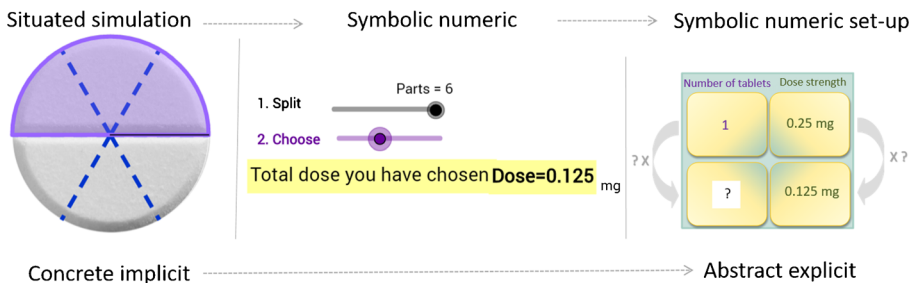 Situated simulation
Symbolic numeric
Symbolic numeric set-up
Parts = 6
1. Split
2. Choose
Total dose you have chosen Dose=0.125 mg
Number of tablets Dose strength
1 0.25 mg
? X
X ?
? 0.125 mg
Concrete implicit
Abstract explicit